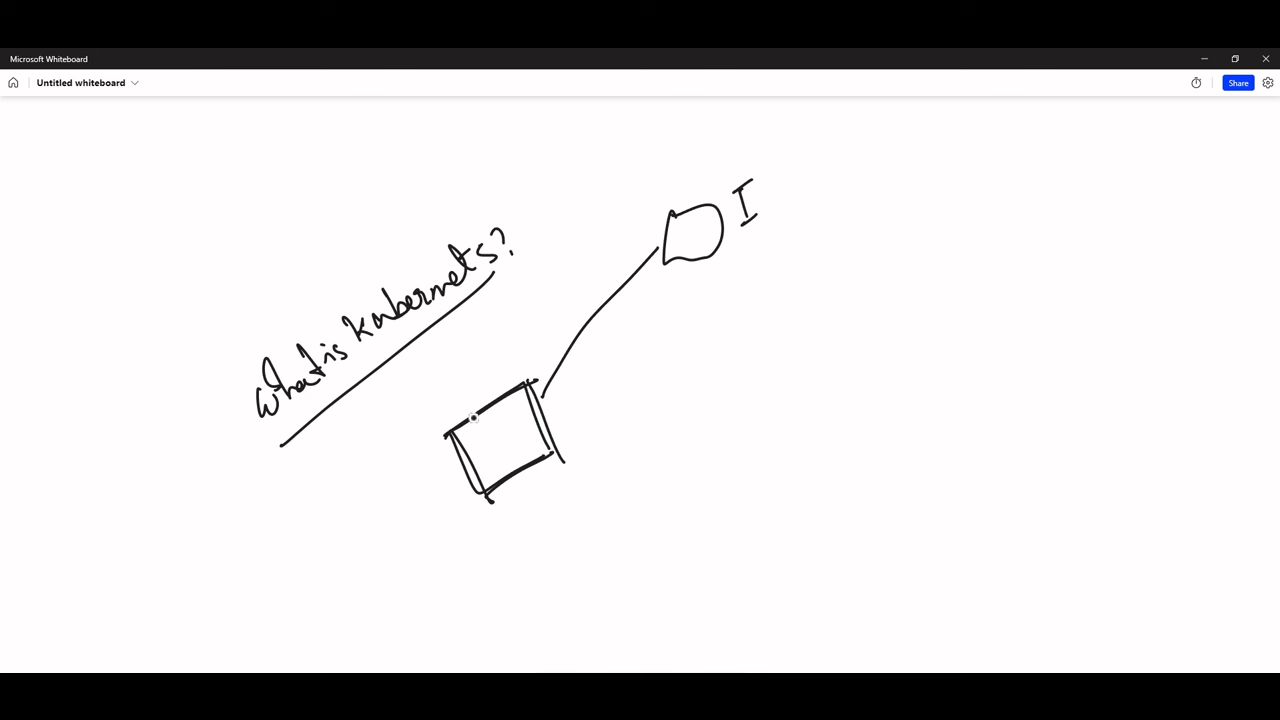 Microsoft Whiteboard
Untitled whiteboard
Share
What is Kubernets?
I